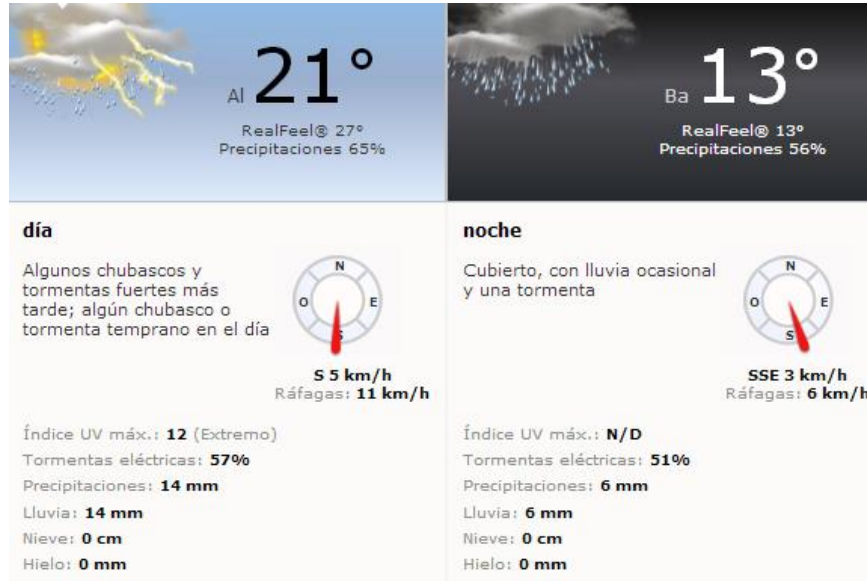 Al 21°
RealFeel® 27°
Precipitaciones 65%
día
Algunos chubascos y
tormentas fuertes más
tarde; algún chubasco o
tormenta temprano en el día
N
O E
S
S 5 km/h
Ráfagas: 11 km/h
Índice UV máx.: 12 (Extremo)
Tormentas eléctricas: 57%
Precipitaciones: 14 mm
Lluvia: 14 mm
Nieve: 0 cm
Hielo: 0 mm
Ba 13°
RealFeel® 13°
Precipitaciones 56%
noche
Cubierto, con lluvia ocasional
y una tormenta
N
O E
S
SSE 3 km/h
Ráfagas: 6 km/h
Índice UV máx.: N/D
Tormentas eléctricas: 51%
Precipitaciones: 6 mm
Lluvia: 6 mm
Nieve: 0 cm
Hielo: 0 mm